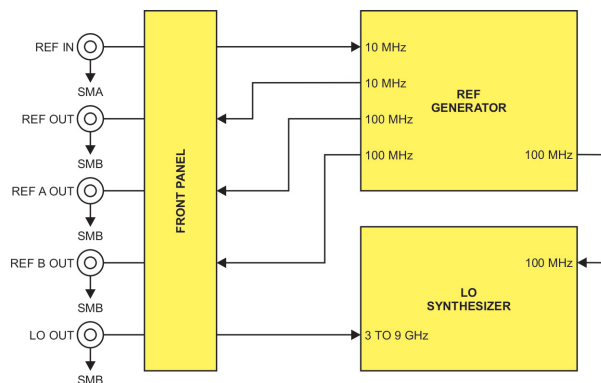 REF IN
SMA
REF OUT
SMB
REF A OUT
SMB
REF B OUT
SMB
LO OUT
SMB
FRONT PANEL
10 MHz
10 MHz
100 MHz
100 MHz
REF
GENERATOR
100 MHz
100 MHz
LO
SYNTHESIZER
3 TO 9 GHz